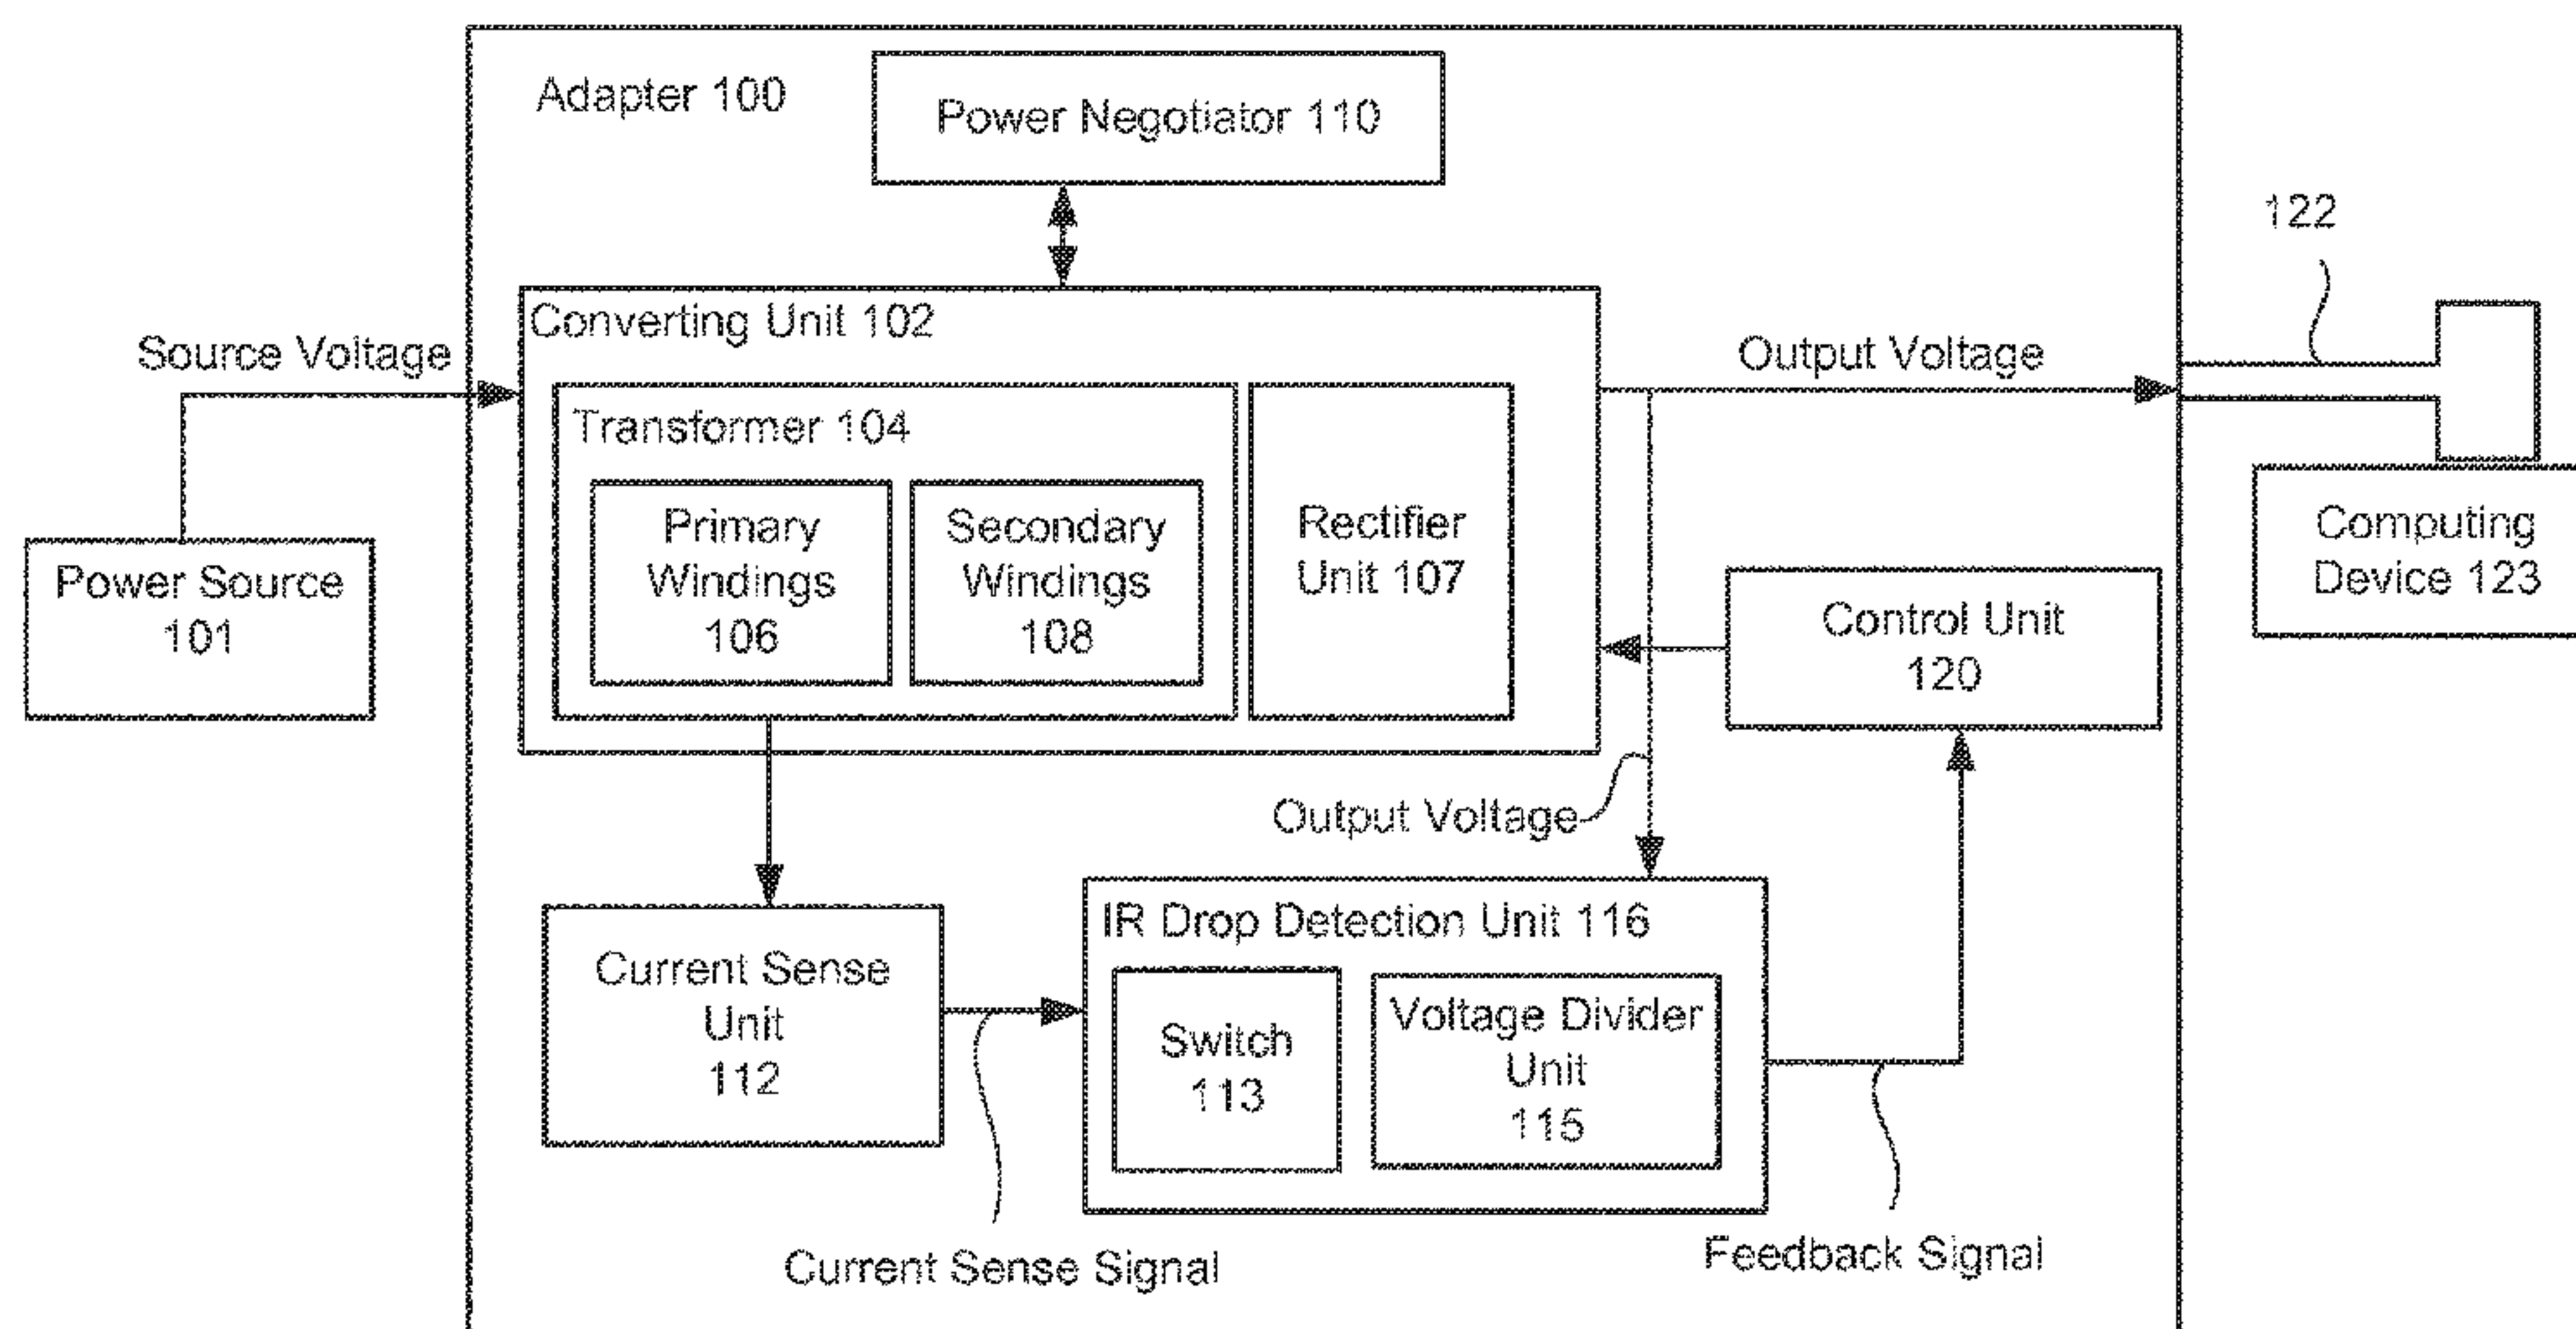 Adapter 100
Power Negotiator 110
122
Source Voltage
Converting Unit 102
Output Voltage
Transformer 104
Primary
Windings
106
Secondary
Windings
108
Rectifier
Unit 107
Power Source
101
Computing
Device 123
Control Unit
120
Output Voltage
Current Sense
Unit
112
IR Drop Detection Unit 116
Switch
113
Voltage Divider
Unit
115
Current Sense Signal
Feedback Signal